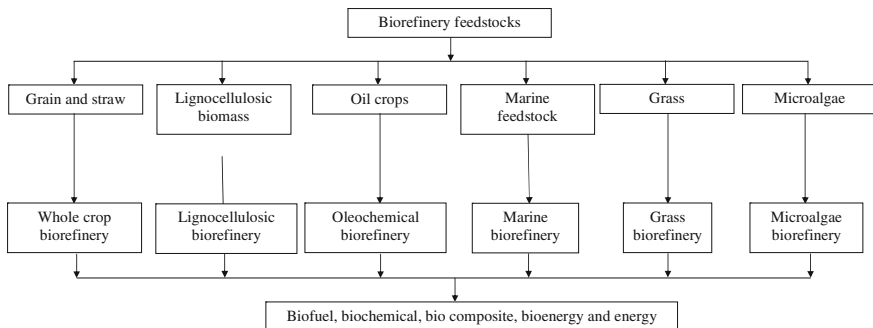 Biorefinery feedstocks
Grain and straw
Lignocellulosic
biomass
Oil crops
Marine
feedstock
Grass
Microalgae
Whole crop
biorefinery
Lignocellulosic
biorefinery
Oleochemical
biorefinery
Marine
biorefinery
Grass
biorefinery
Microalgae
biorefinery
Biofuel, biochemical, bio composite, bioenergy and energy